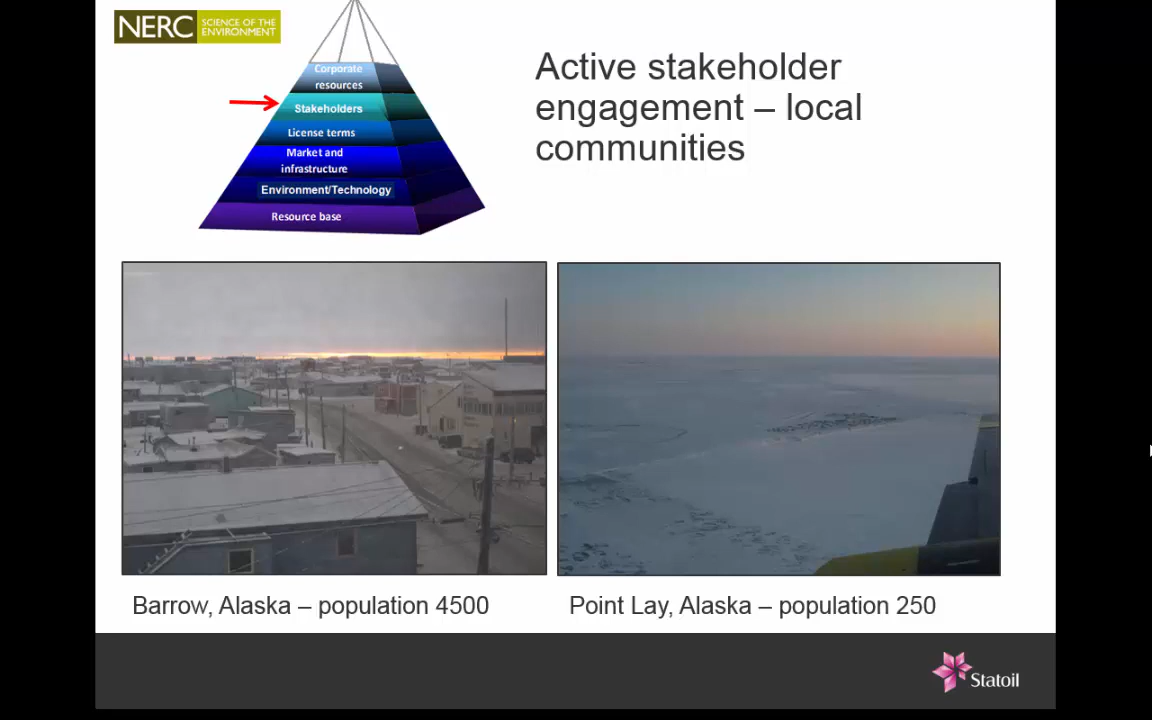 NERC SCIENCE OF THE
ENVIRONMENT
Corporate
resources
Stakeholders
License terms
Market and
infrastructure
Environment/Technology
Resource base
Active stakeholder
engagement – local
communities
Barrow, Alaska – population 4500
Point Lay, Alaska – population 250
Statoil